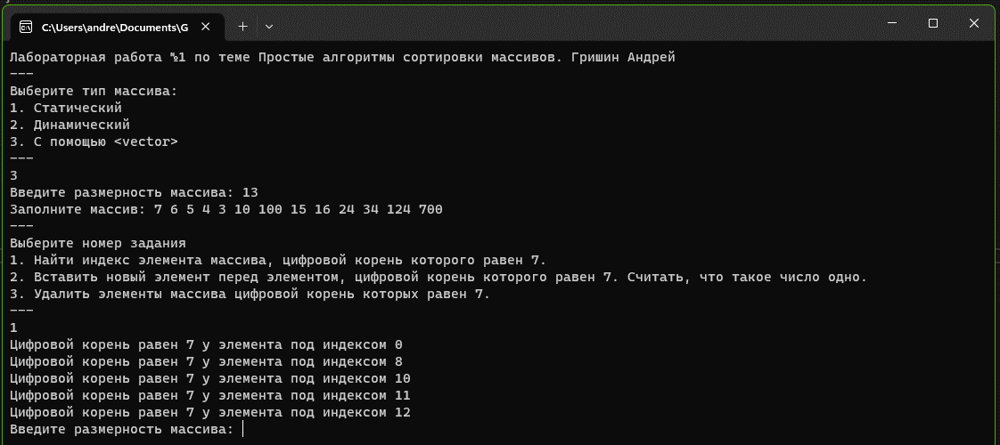 C:\Users\andre\Documents\G
Лабораторная работа №1 по теме Простые алгоритмы сортировки массивов. Гришин Андрей
---
Выберите тип массива:
1. Статический
2. Динамический
3. С помощью <vector>
---
3
Введите размерность массива: 13
Заполните массив: 7 6 5 4 3 10 100 15 16 24 34 124 700
---
Выберите номер задания
1. Найти индекс элемента массива, цифровой корень которого равен 7.
2. Вставить новый элемент перед элементом, цифровой корень которого равен 7. Считать, что такое число одно.
3. Удалить элементы массива цифровой корень которых равен 7.
---
1
Цифровой корень равен 7 у элемента под индексом 0
Цифровой корень равен 7 у элемента под индексом 8
Цифровой корень равен 7 у элемента под индексом 10
Цифровой корень равен 7 у элемента под индексом 11
Цифровой корень равен 7 у элемента под индексом 12
Введите размерность массива: